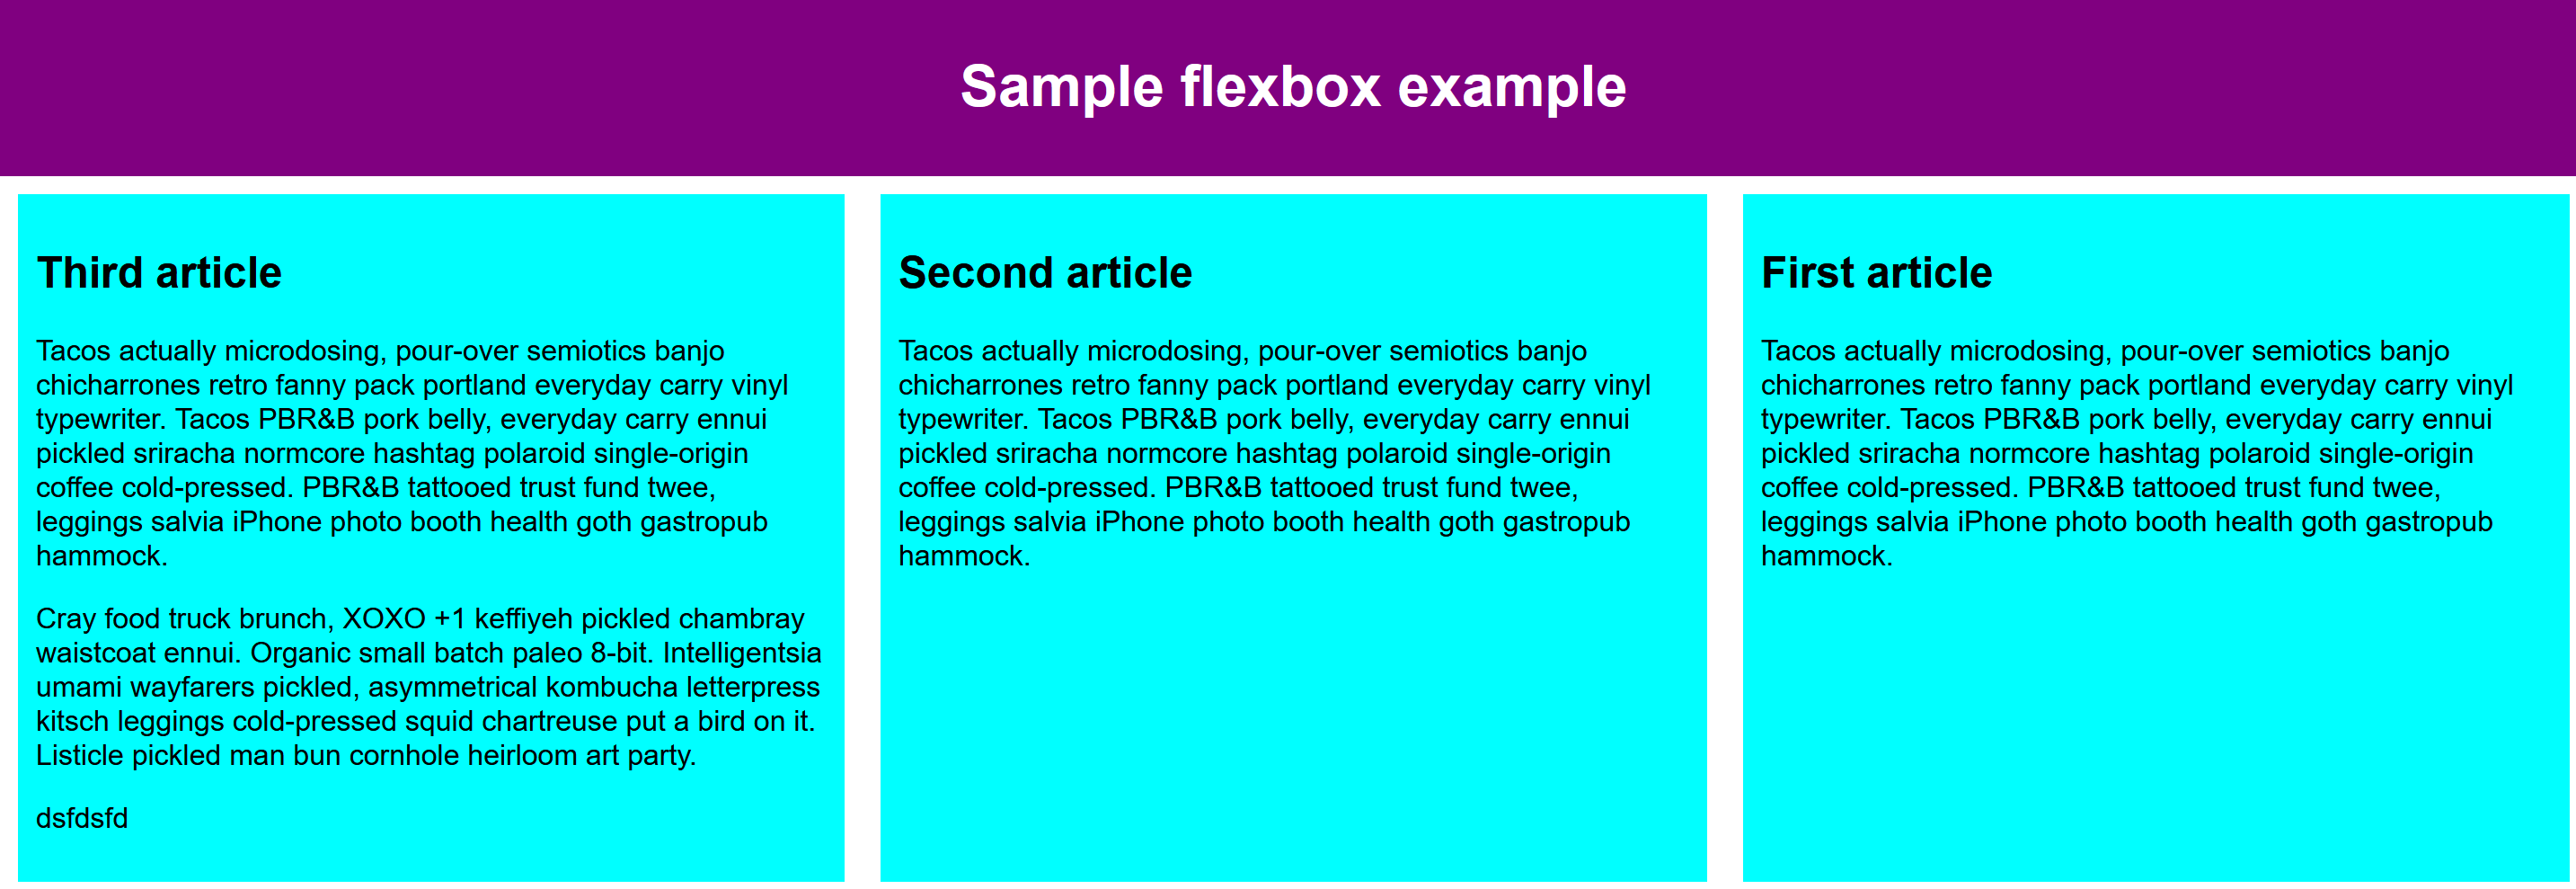 Sample flexbox example
Third article
Tacos actually microdosing, pour-over semiotics banjo
chicharrones retro fanny pack portland everyday carry vinyl
typewriter. Tacos PBR&B pork belly, everyday carry ennui
pickled sriracha normcore hashtag polaroid single-origin
coffee cold-pressed. PBR&B tattooed trust fund twee,
leggings salvia iPhone photo booth health goth gastropub
hammock.
Cray food truck brunch, XOXO +1 keffiyeh pickled chambray
waistcoat ennui. Organic small batch paleo 8-bit. Intelligentsia
umami wayfarers pickled, asymmetrical kombucha letterpress
kitsch leggings cold-pressed squid chartreuse put a bird on it.
Listicle pickled man bun cornhole heirloom art party.
dsfdsfd
Second article
Tacos actually microdosing, pour-over semiotics banjo
chicharrones retro fanny pack portland everyday carry vinyl
typewriter. Tacos PBR&B pork belly, everyday carry ennui
pickled sriracha normcore hashtag polaroid single-origin
coffee cold-pressed. PBR&B tattooed trust fund twee,
leggings salvia iPhone photo booth health goth gastropub
hammock.
First article
Tacos actually microdosing, pour-over semiotics banjo
chicharrones retro fanny pack portland everyday carry vinyl
typewriter. Tacos PBR&B pork belly, everyday carry ennui
pickled sriracha normcore hashtag polaroid single-origin
coffee cold-pressed. PBR&B tattooed trust fund twee,
leggings salvia iPhone photo booth health goth gastropub
hammock.